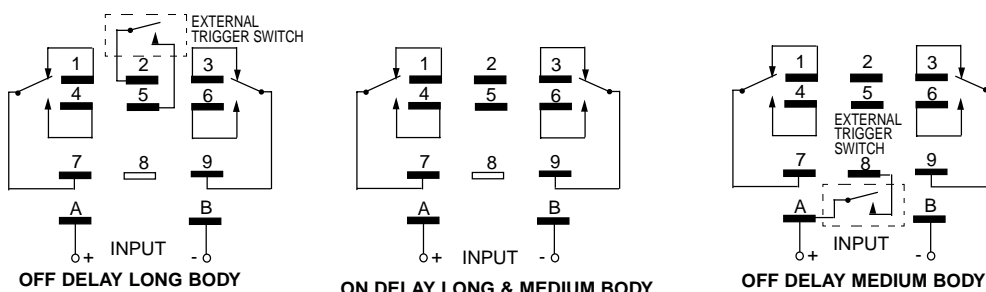 EXTERNAL
TRIGGER SWITCH
1 2 3
4 5 6
7 8 9
A B
+ INPUT -
OFF DELAY LONG BODY
1 2 3
4 5 6
7 8 9
A B
+ INPUT -
ON DELAY LONG & MEDIUM BODY
1 2 3
4 5 6
EXTERNAL
TRIGGER
SWITCH
7 8 9
A B
+ INPUT -
OFF DELAY MEDIUM BODY